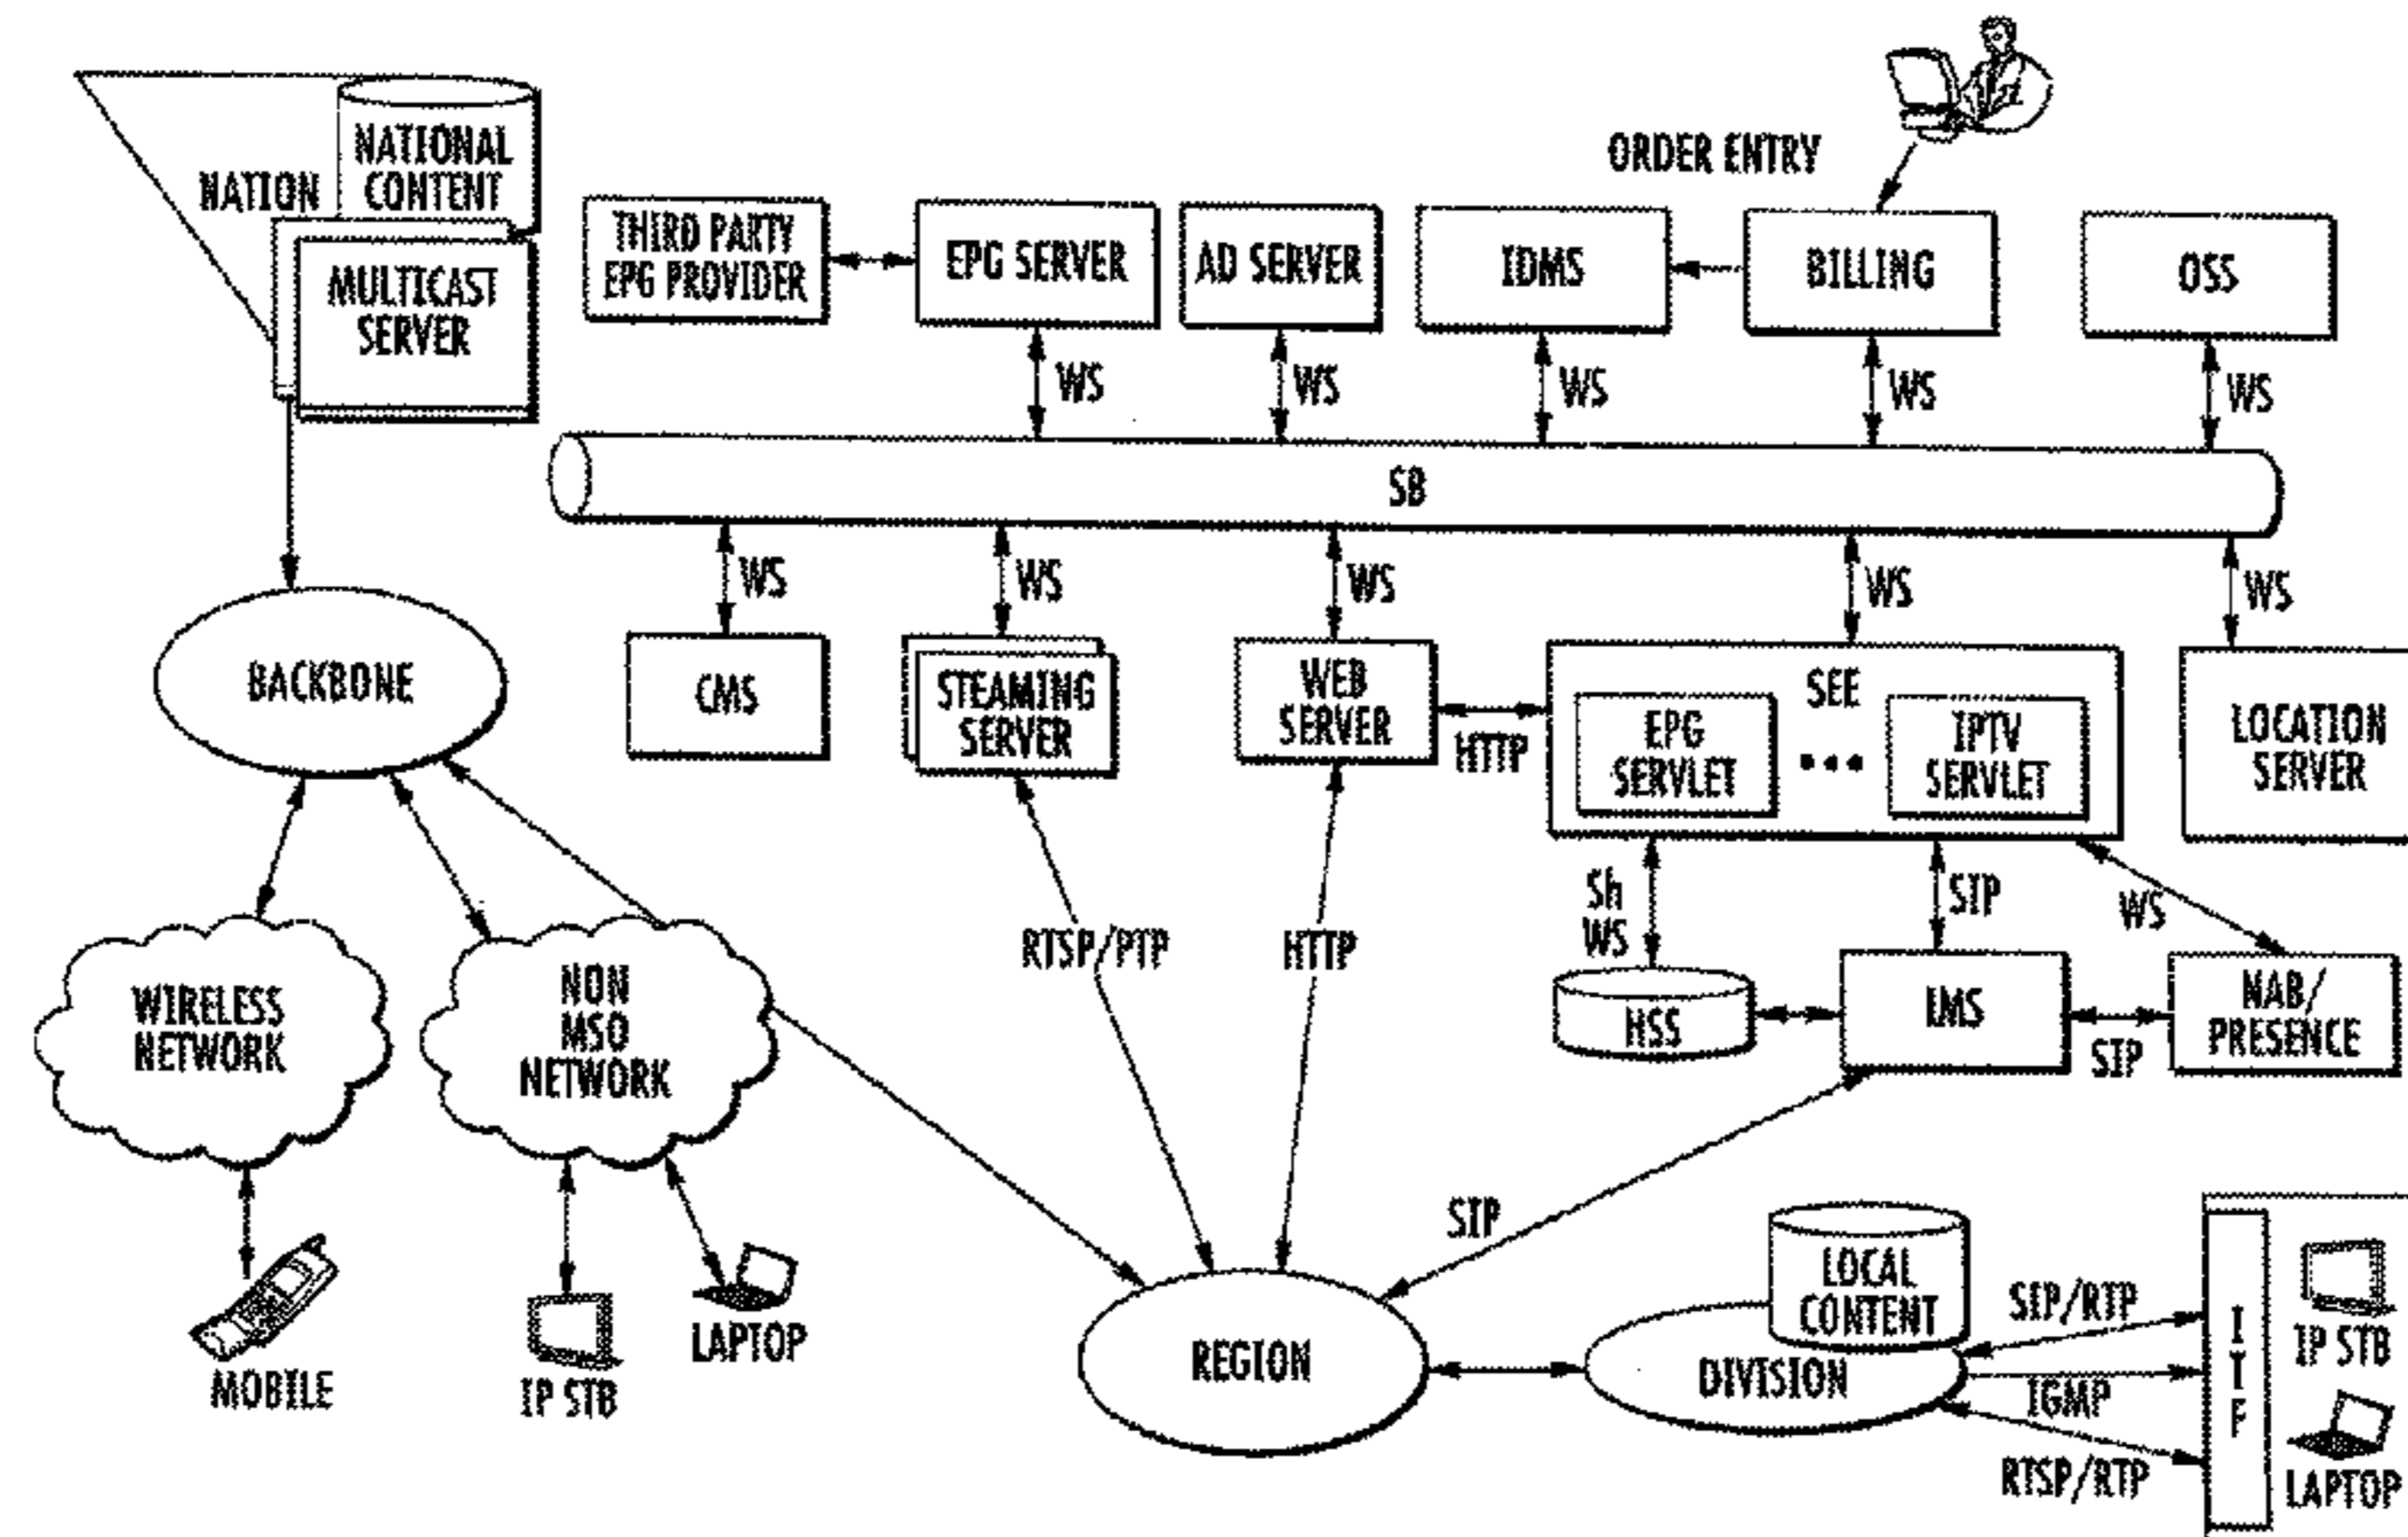 NATION
NATIONAL
CONTENT
MULTICAST
SERVER
ORDER ENTRY
THIRD PARTY
EPG PROVIDER
EPG SERVER
AD SERVER
IDMS
BILLING
OSS
WS
WS
WS
WS
WS
SB
WS
WS
WS
WS
WS
BACKBONE
CMS
STEAMING
SERVER
WEB
SERVER
HTTP
SEE
EPG
SERVLET
IPTV
SERVLET
LOCATION
SERVER
Sh
WS
SIP
WS
RTSP/PTP
HTTP
WIRELESS
NETWORK
NON
MSO
NETWORK
HSS
IMS
SIP
NAB/
PRESENCE
SIP
MOBILE
IP STB
LAPTOP
REGION
LOCAL
CONTENT
DIVISION
SIP/RTP
IGMP
RTSP/RTP
I
T
F
IP STB
LAPTOP